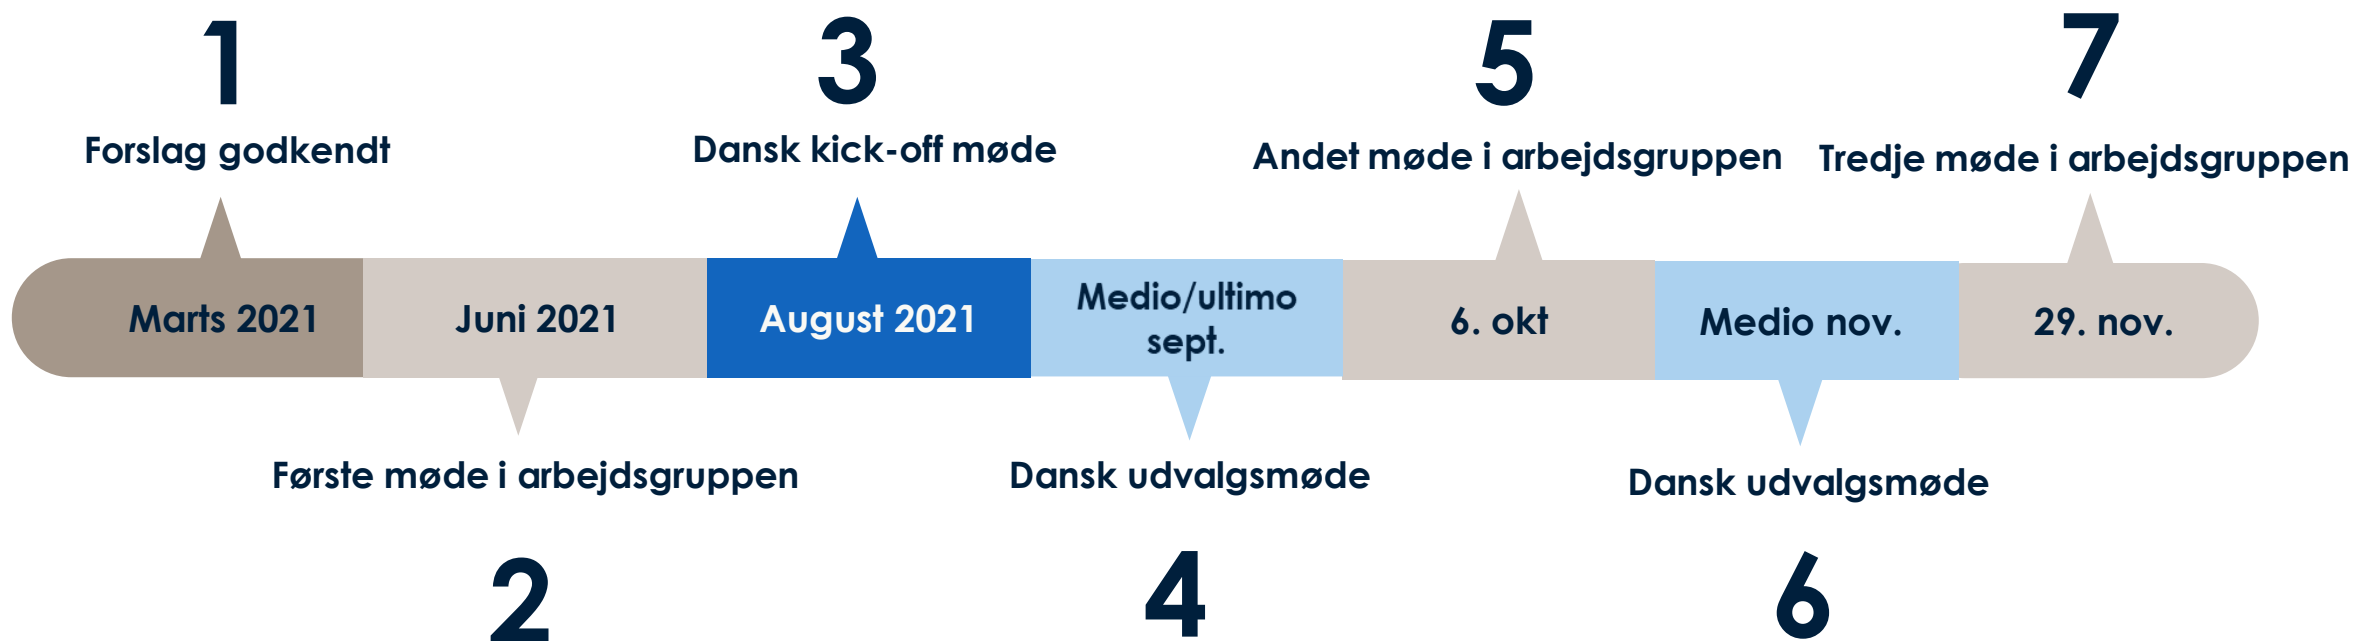 1
Forslag godkendt
Marts 2021
Juni 2021
Første møde i arbejdsgruppen
2
3
Dansk kick-off møde
August 2021
Medio/ultimo
sept.
Dansk udvalgsmøde
4
5
Andet møde i arbejdsgruppen
6. okt
Medio nov.
Dansk udvalgsmøde
6
7
Tredje møde i arbejdsgruppen
29. nov.